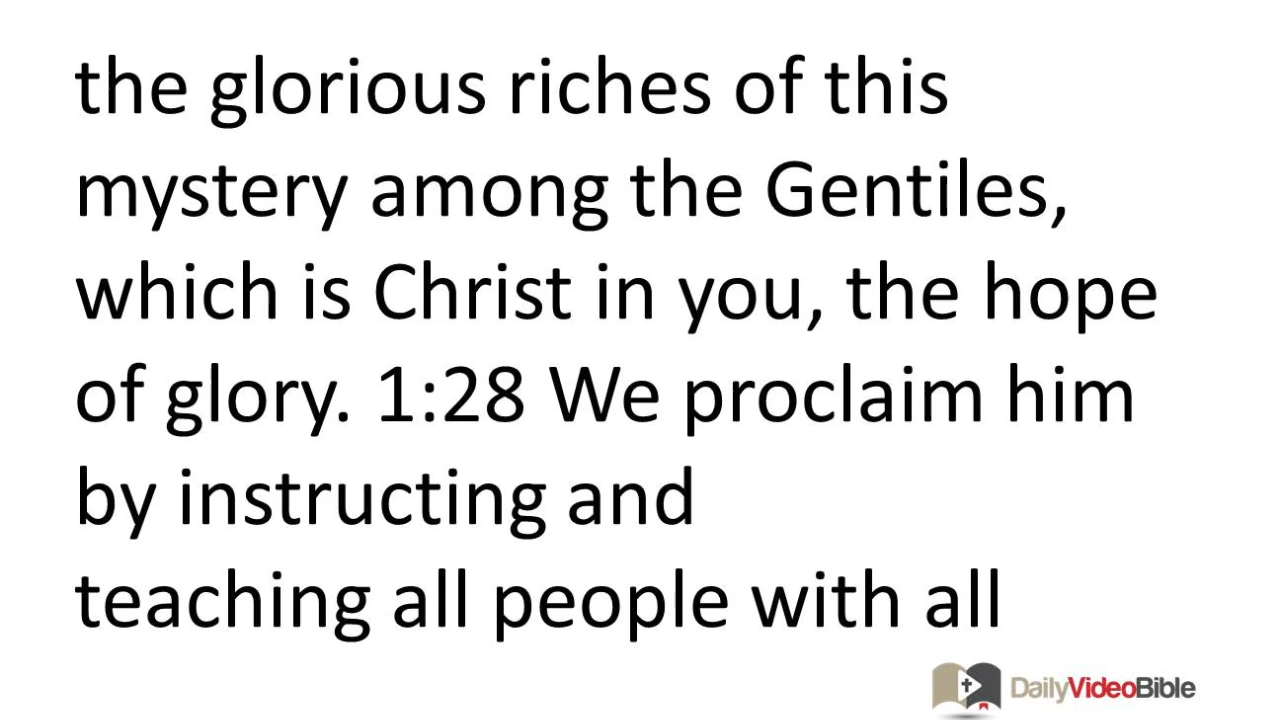 the glorious riches of this
mystery among the Gentiles,
which is Christ in you, the hope
of glory. 1:28 We proclaim him
by instructing and
teaching all people with all
DailyVideoBible